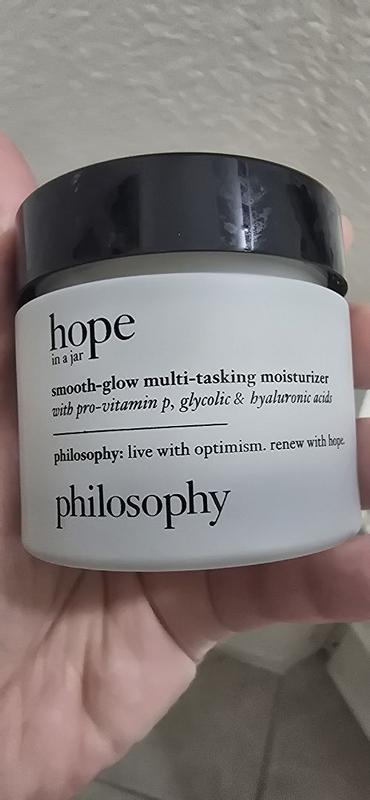 hope
in a jar
smooth-glow multi-tasking moisturizer
with pro-vitamin p, glycolic & hyaluronic acids
philosophy: live with optimism. renew with hope.
philosophy